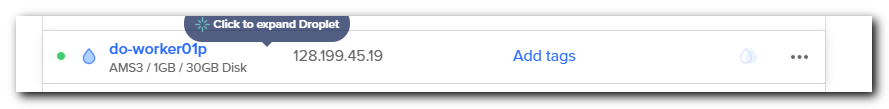 Click to expand Droplet
do-worker01p
128.199.45.19
Add tags
AMS3 / 1GB / 30GB Disk